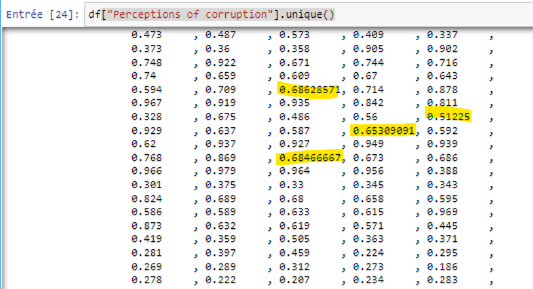 Entrée [24]: df["Perceptions of corruption"].unique()
0.473 , 0.487 , 0.573 , 0.409 , 0.337 ,
0.373 , 0.36 , 0.358 , 0.905 , 0.902 ,
0.748 , 0.922 , 0.671 , 0.744 , 0.716 ,
0.74 , 0.659 , 0.609 , 0.67 , 0.643 ,
0.594 , 0.709 , 0.68628571, 0.714 , 0.878 ,
0.967 , 0.919 , 0.935 , 0.842 , 0.811 ,
0.328 , 0.675 , 0.486 , 0.56 , 0.51225 ,
0.929 , 0.637 , 0.587 , 0.65309091, 0.592 ,
0.62 , 0.937 , 0.927 , 0.949 , 0.939 ,
0.768 , 0.869 , 0.68466667, 0.673 , 0.686 ,
0.966 , 0.979 , 0.964 , 0.956 , 0.388 ,
0.301 , 0.375 , 0.33 , 0.345 , 0.343 ,
0.824 , 0.689 , 0.68 , 0.658 , 0.595 ,
0.586 , 0.589 , 0.633 , 0.615 , 0.969 ,
0.873 , 0.632 , 0.619 , 0.571 , 0.445 ,
0.419 , 0.359 , 0.505 , 0.363 , 0.371 ,
0.281 , 0.397 , 0.459 , 0.224 , 0.295 ,
0.269 , 0.289 , 0.312 , 0.273 , 0.186 ,
0.278 , 0.222 , 0.207 , 0.234 , 0.283 ,